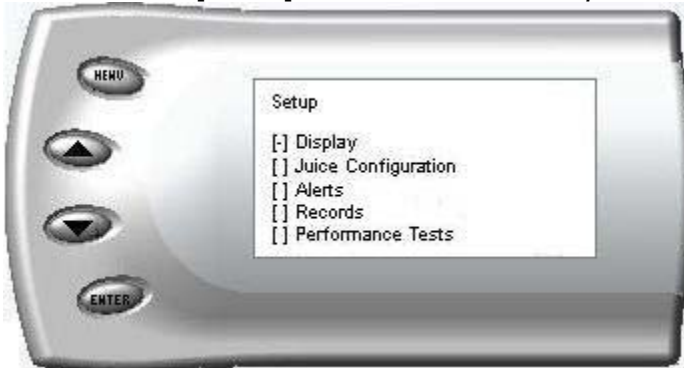 MENU
Setup
[-] Display
[ ] Juice Configuration
[ ] Alerts
[ ] Records
[ ] Performance Tests
ENTER